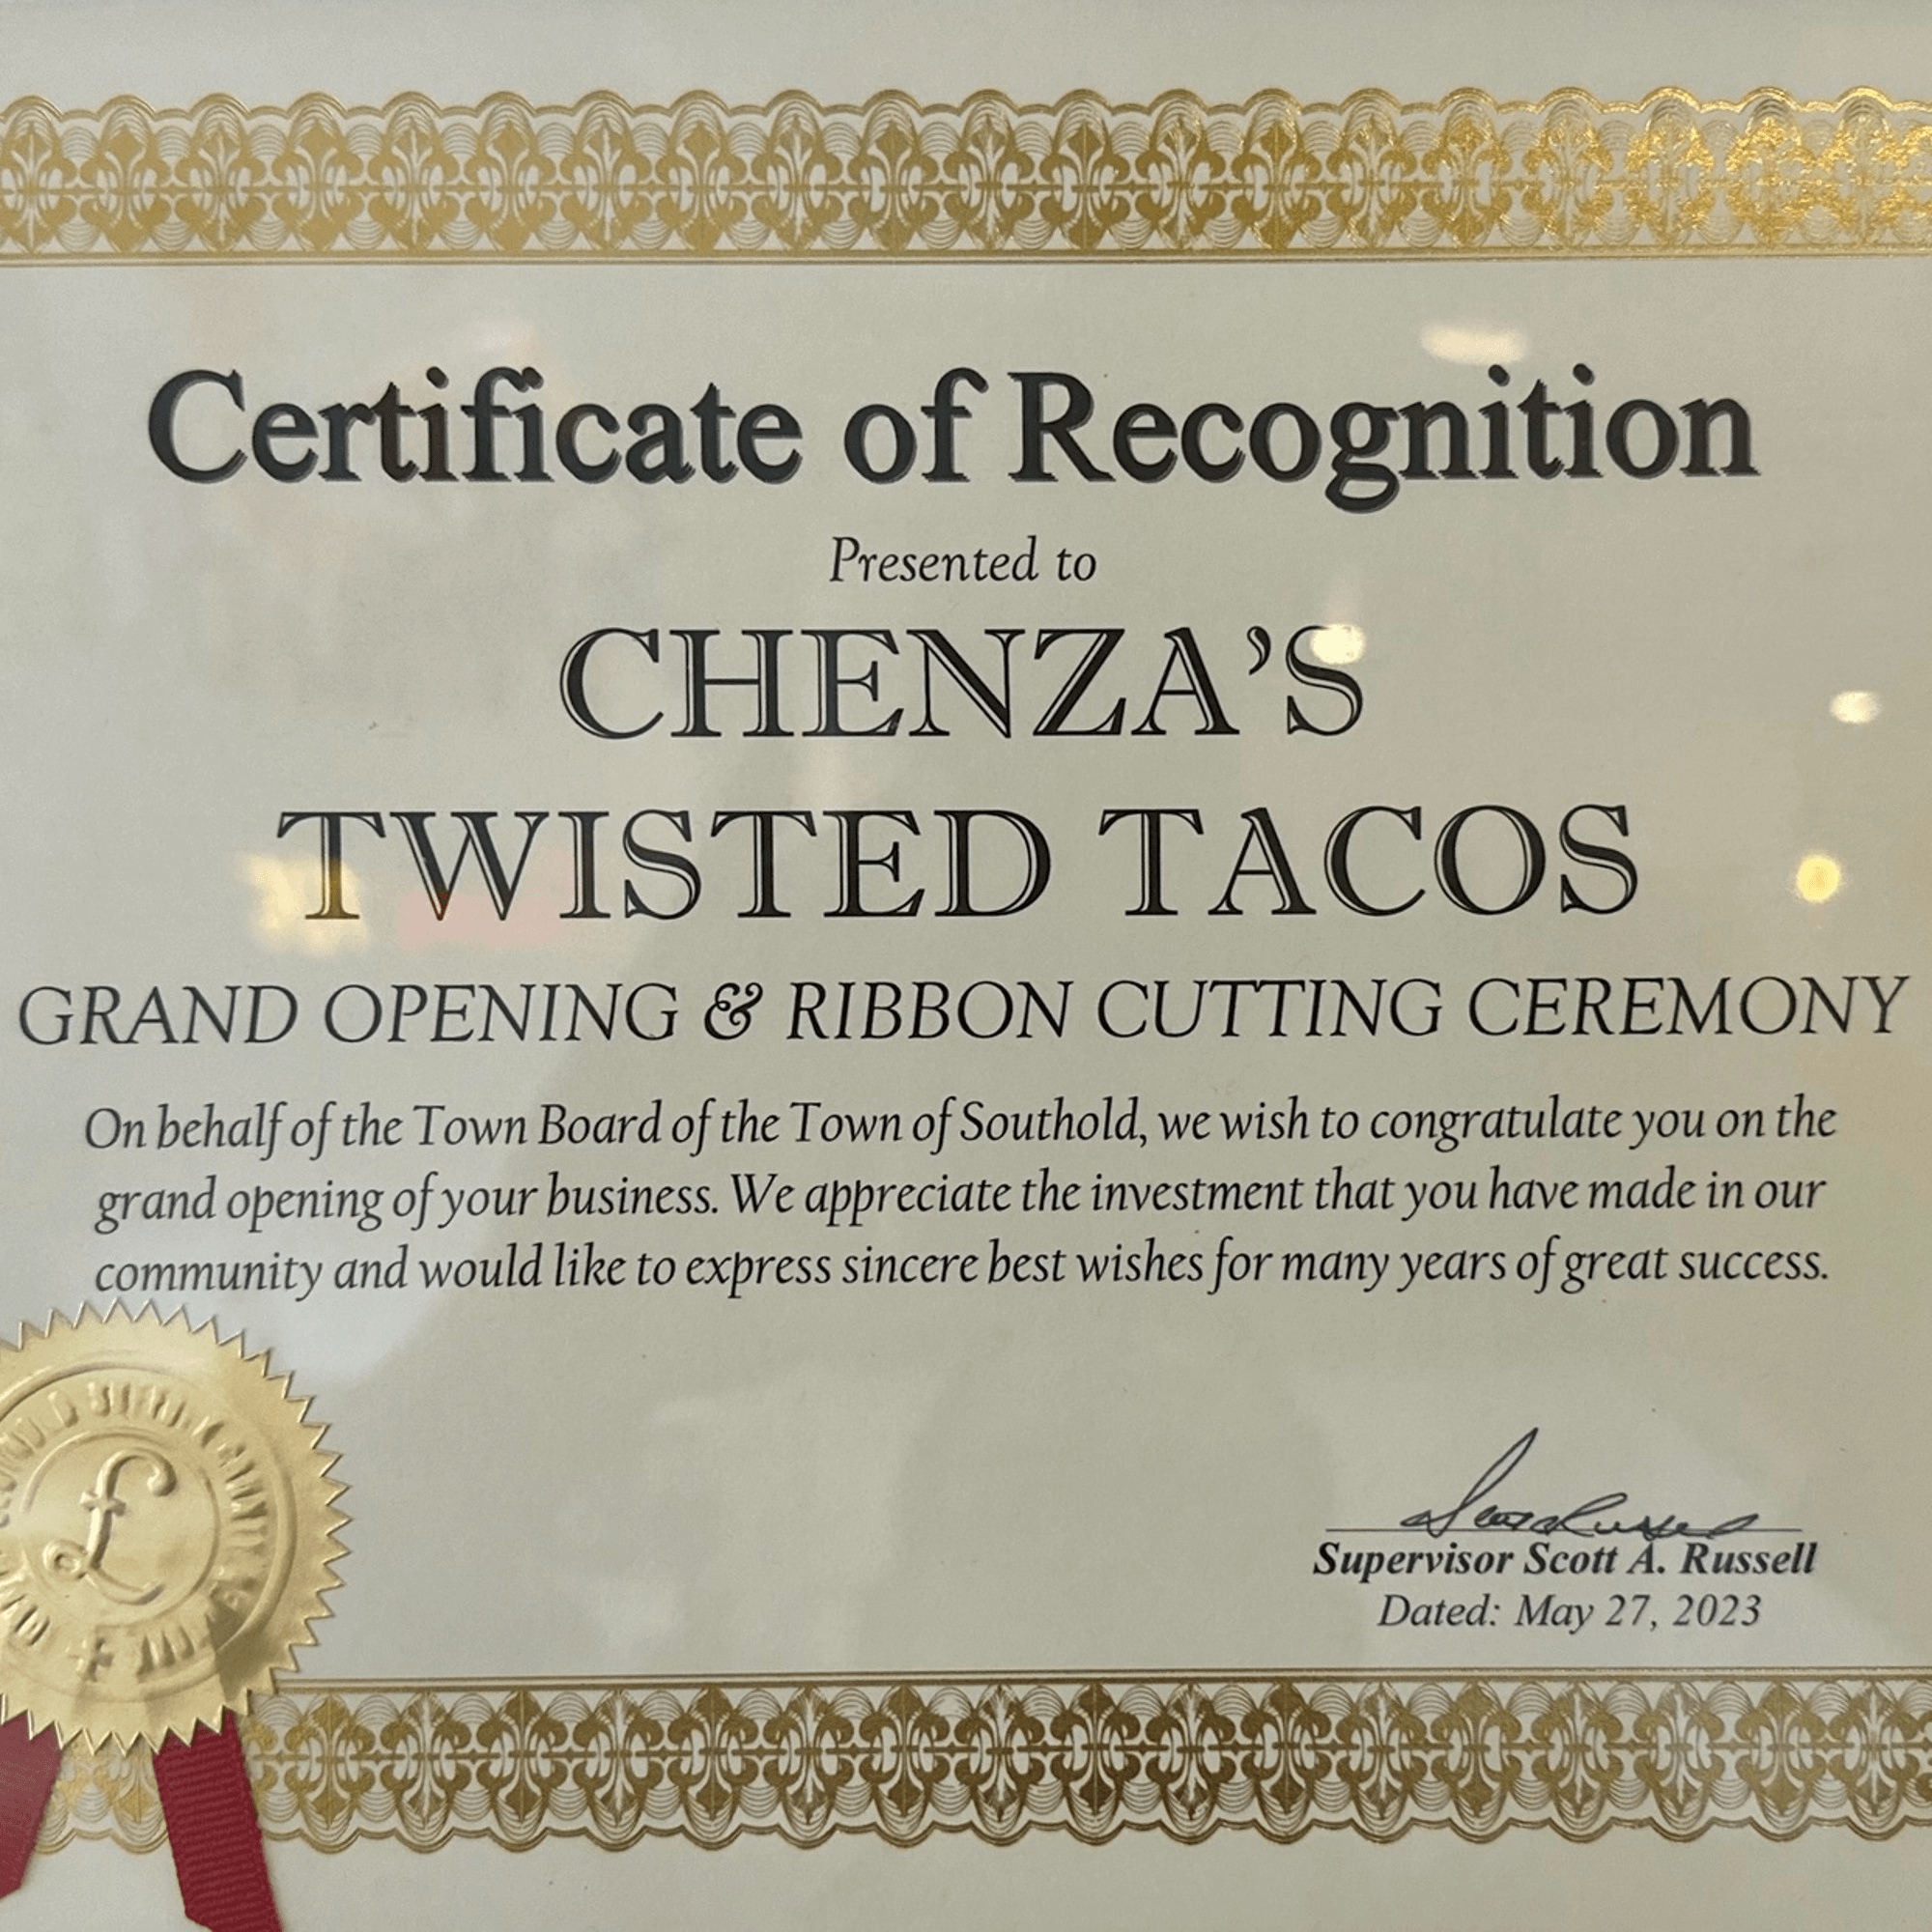 Certificate of Recognition
Presented to
CHENZA'S
TWISTED TACOS
GRAND OPENING & RIBBON CUTTING CEREMONY
On behalf of the Town Board of the Town of Southold, we wish to congratulate you on the
grand opening of your business. We appreciate the investment that you have made in our
community and would like to express sincere best wishes for many years of great success.
Scott Russell
Supervisor Scott A. Russell
Dated: May 27, 2023